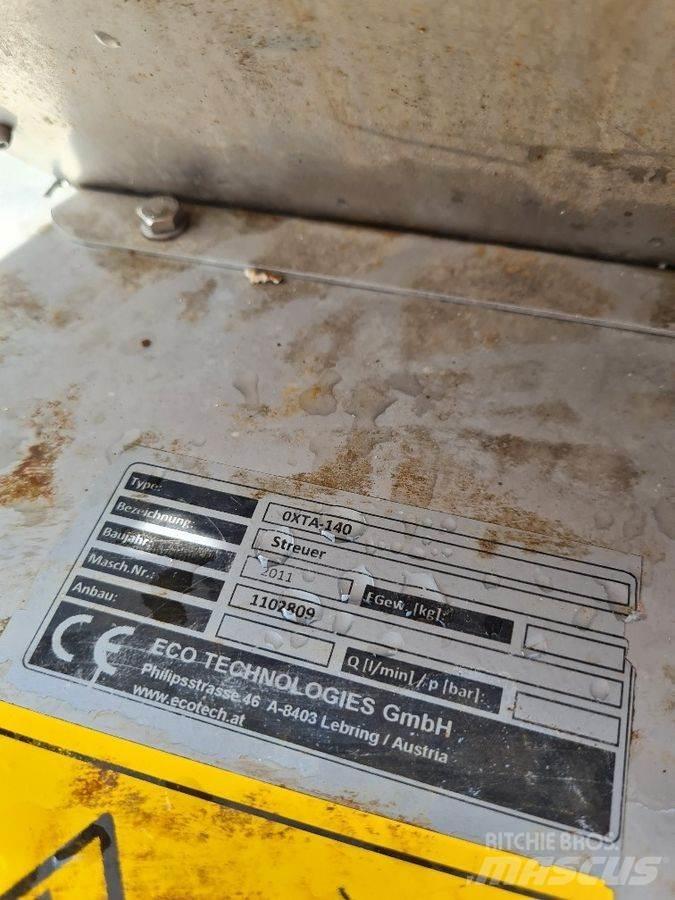 Type: 0XTA-140
Bezeichnung: Streuer
Baujahr: 2011 EGew. [kg]:
Masch.Nr.: 1102809
Anbau: Q [l/min] / p [bar]:
CE ECO TECHNOLOGIES GmbH
Philipsstrasse 46 A-8403 Lebring / Austria
www.ecotech.at
RITCHIE BROS.
MASCUS